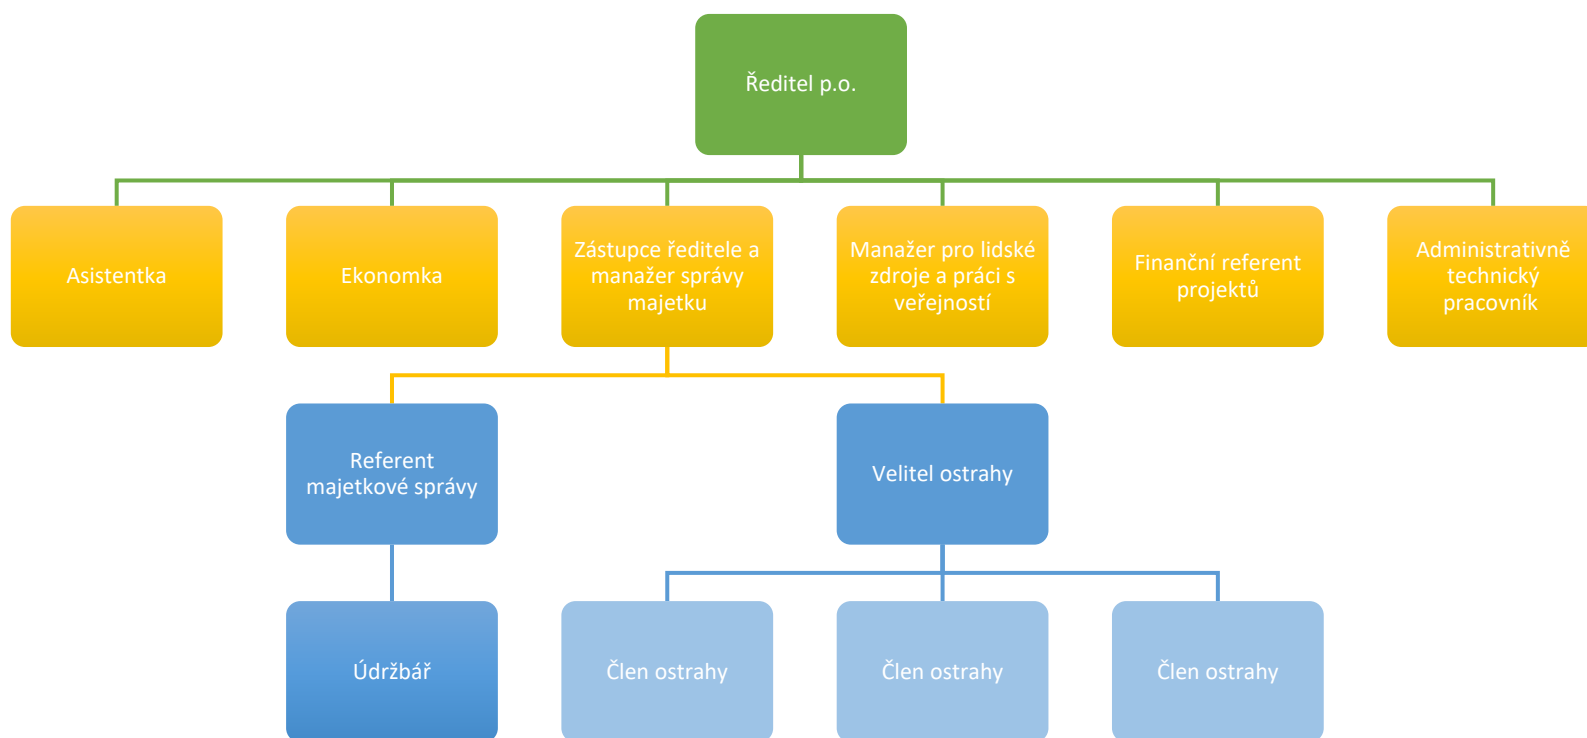 Ředitel p.o.
Asistentka
Ekonomka
Zástupce ředitele a
manažer správy
majetku
Manažer pro lidské
zdroje a práci s
veřejností
Finanční referent
projektů
Administrativně
technický
pracovník
Referent
majetkové správy
Velitel ostrahy
Údržbář
Člen ostrahy
Člen ostrahy
Člen ostrahy